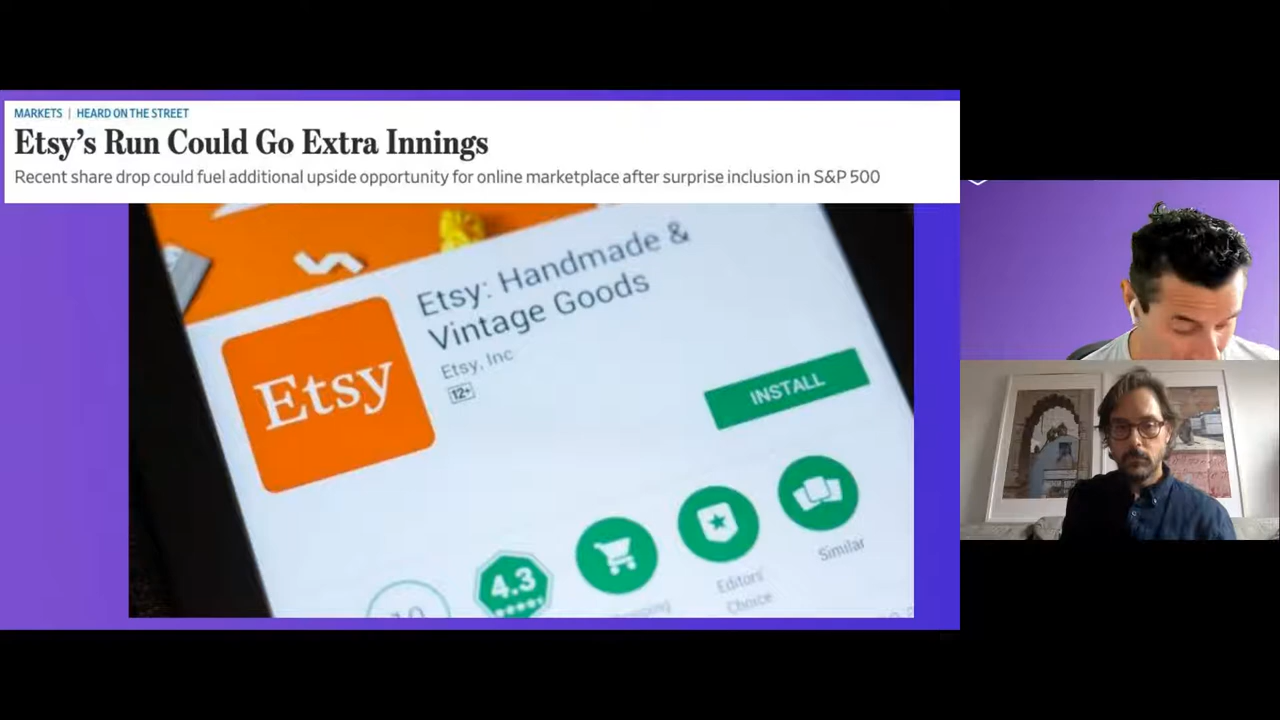 MARKETS | HEARD ON THE STREET
Etsy's Run Could Go Extra Innings
Recent share drop could fuel additional upside opportunity for online marketplace after surprise inclusion in S&P 500
Etsy: Handmade &
Vintage Goods
Etsy, Inc
12+
Etsy
INSTALL
4.3
Editors'
Choice
Similar